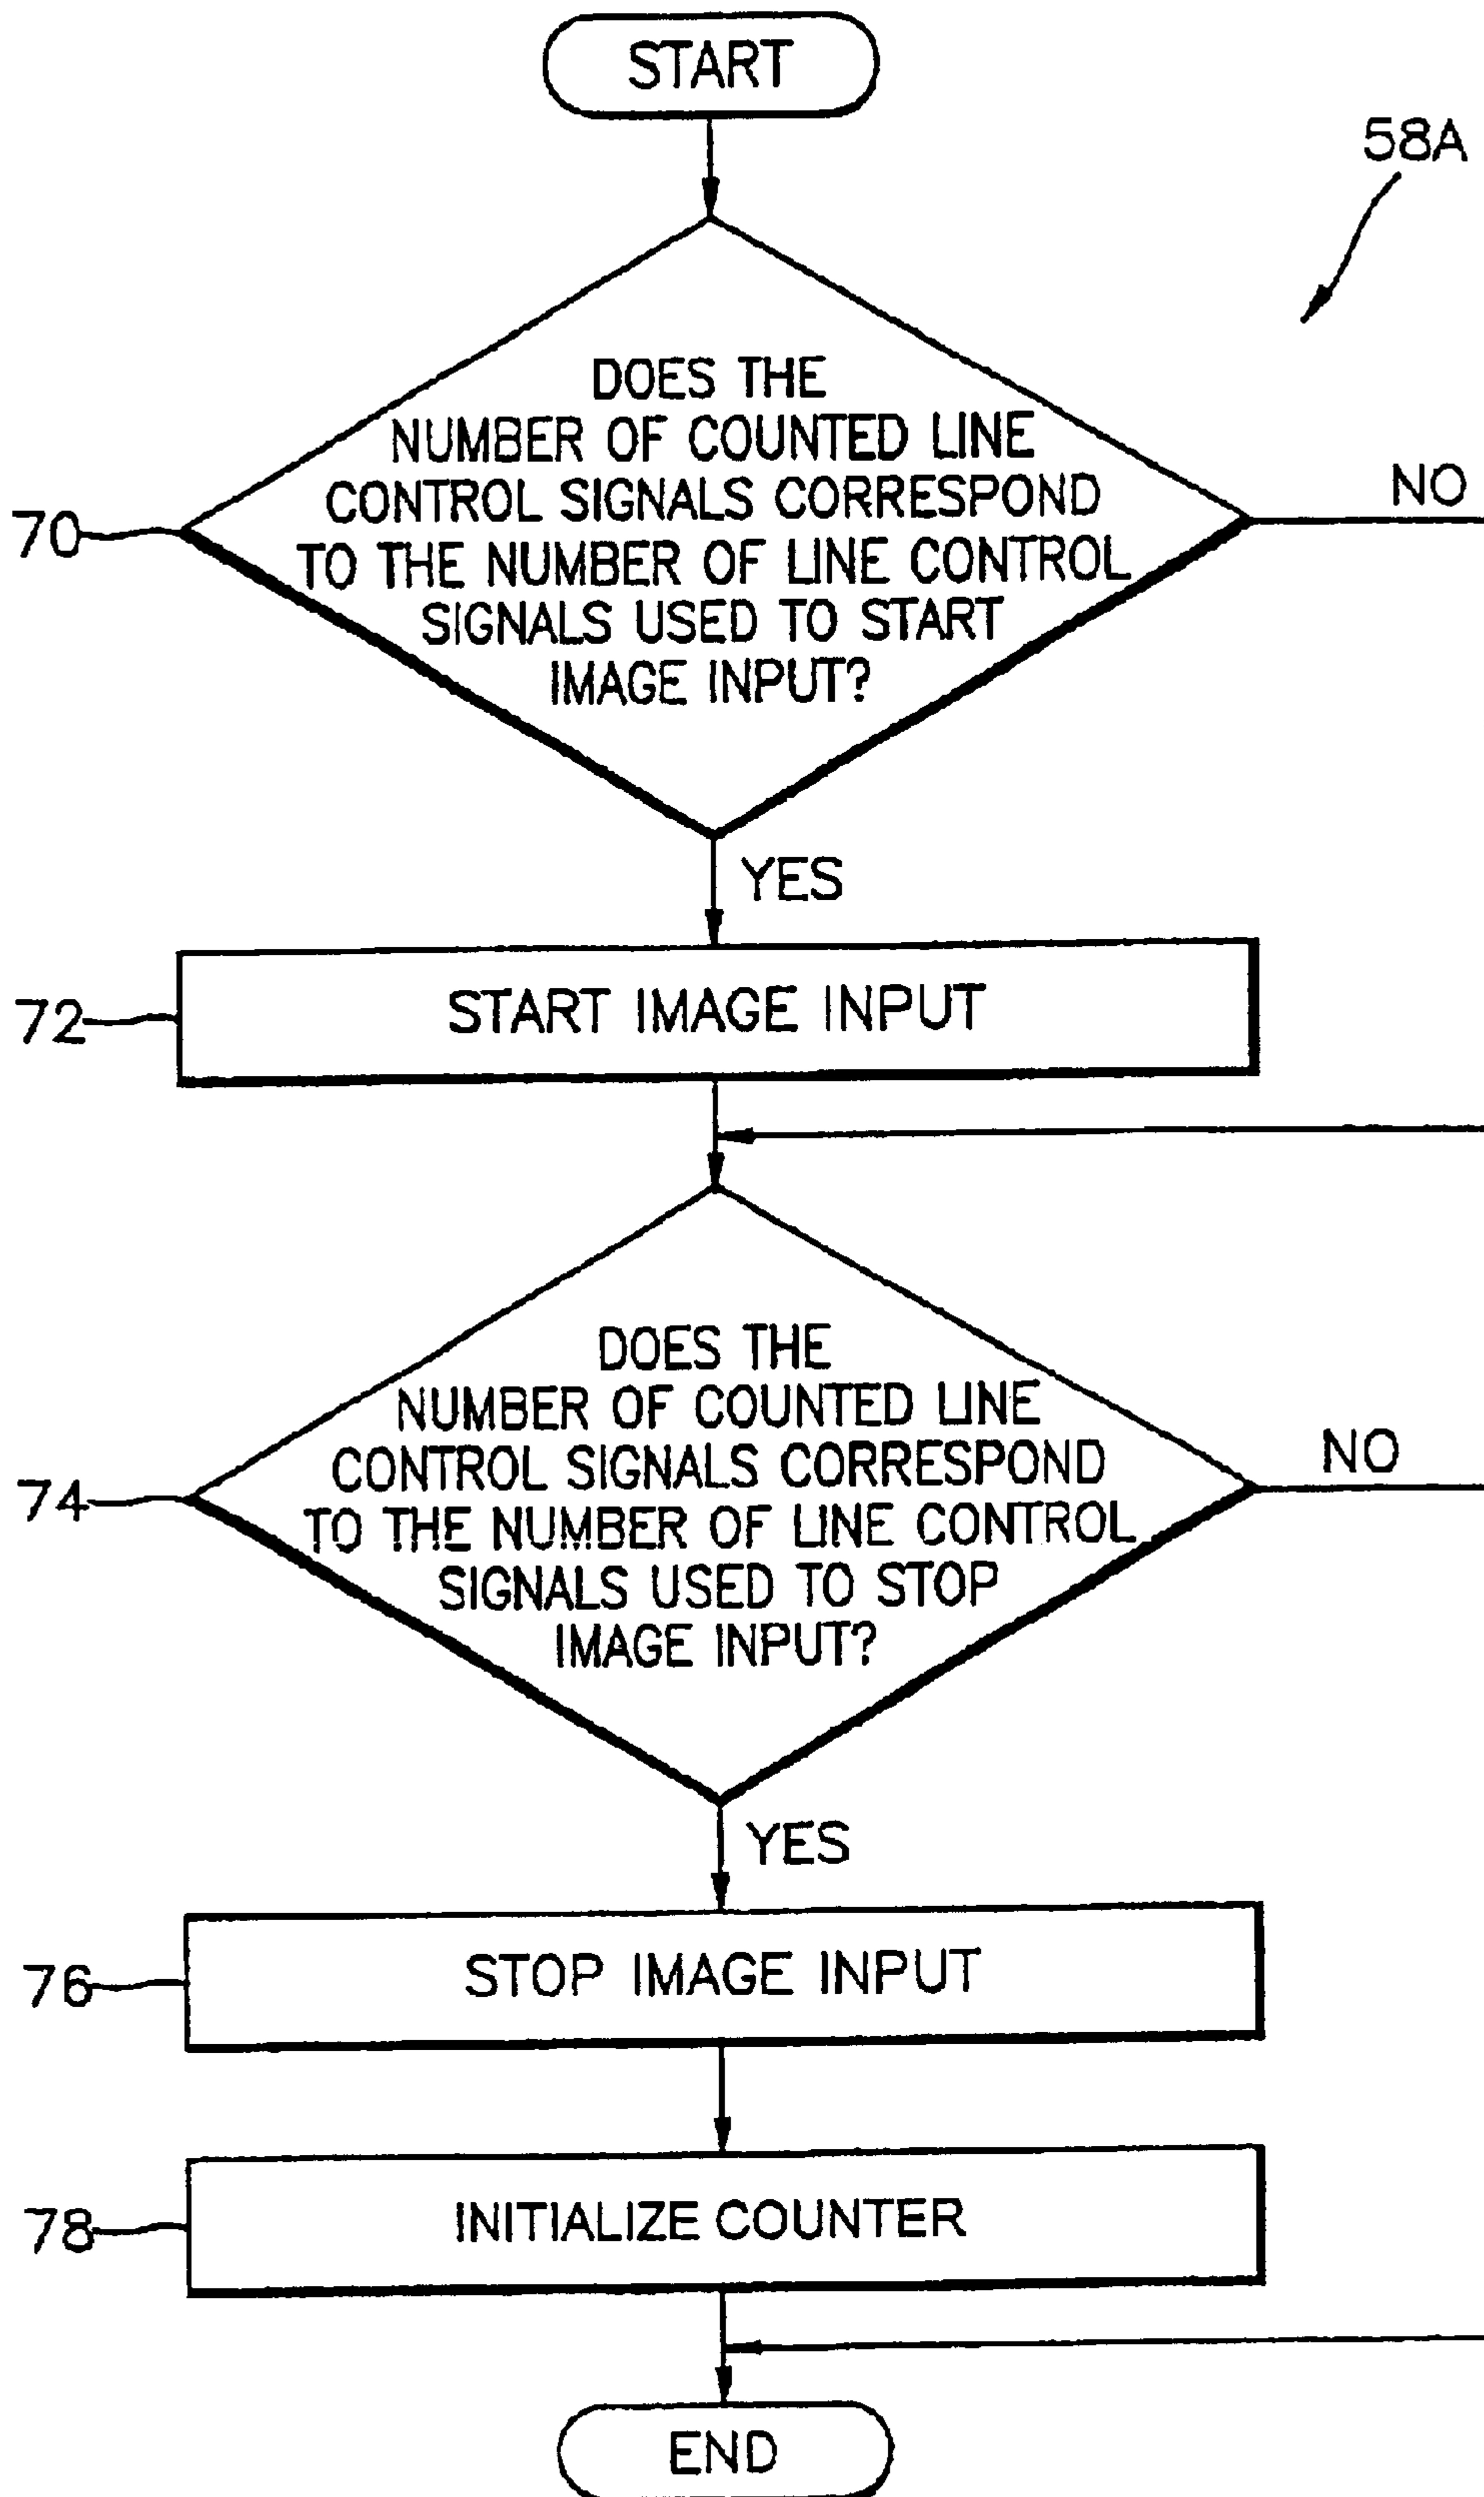 START
58A
DOES THE
NUMBER OF COUNTED LINE
CONTROL SIGNALS CORRESPOND
TO THE NUMBER OF LINE CONTROL
SIGNALS USED TO START
IMAGE INPUT?
70
NO
YES
72
START IMAGE INPUT
DOES THE
NUMBER OF COUNTED LINE
CONTROL SIGNALS CORRESPOND
TO THE NUMBER OF LINE CONTROL
SIGNALS USED TO STOP
IMAGE INPUT?
74
NO
YES
76
STOP IMAGE INPUT
78
INITIALIZE COUNTER
END